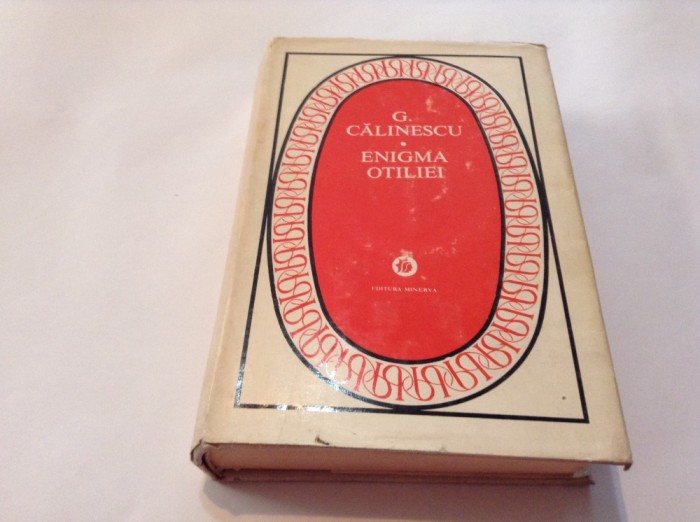 G.
CĂLINESCU
•
ENIGMA
OTILIEI
EDITURA MINERVA